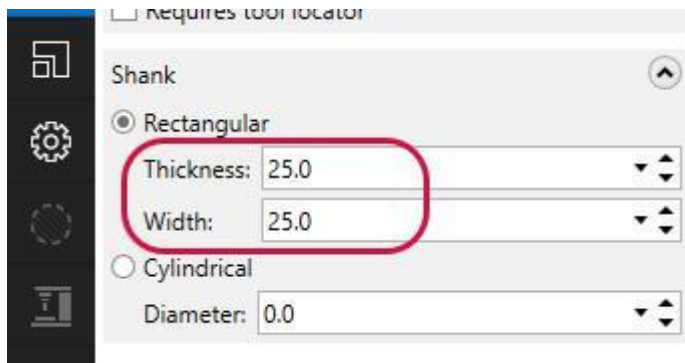 Requires tool locator
Shank
Rectangular
Thickness: 25.0
Width: 25.0
Cylindrical
Diameter: 0.0